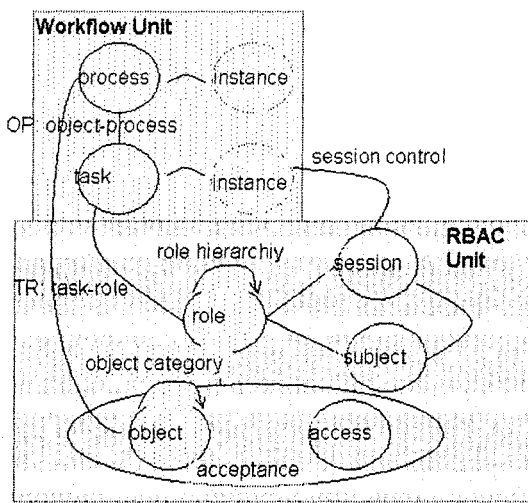 Workflow Unit
process
instance
OP: object-process
task
instance
session control
RBAC
Unit
role hierarchiy
session
TR: task-role
role
object category
subject
object
access
acceptance